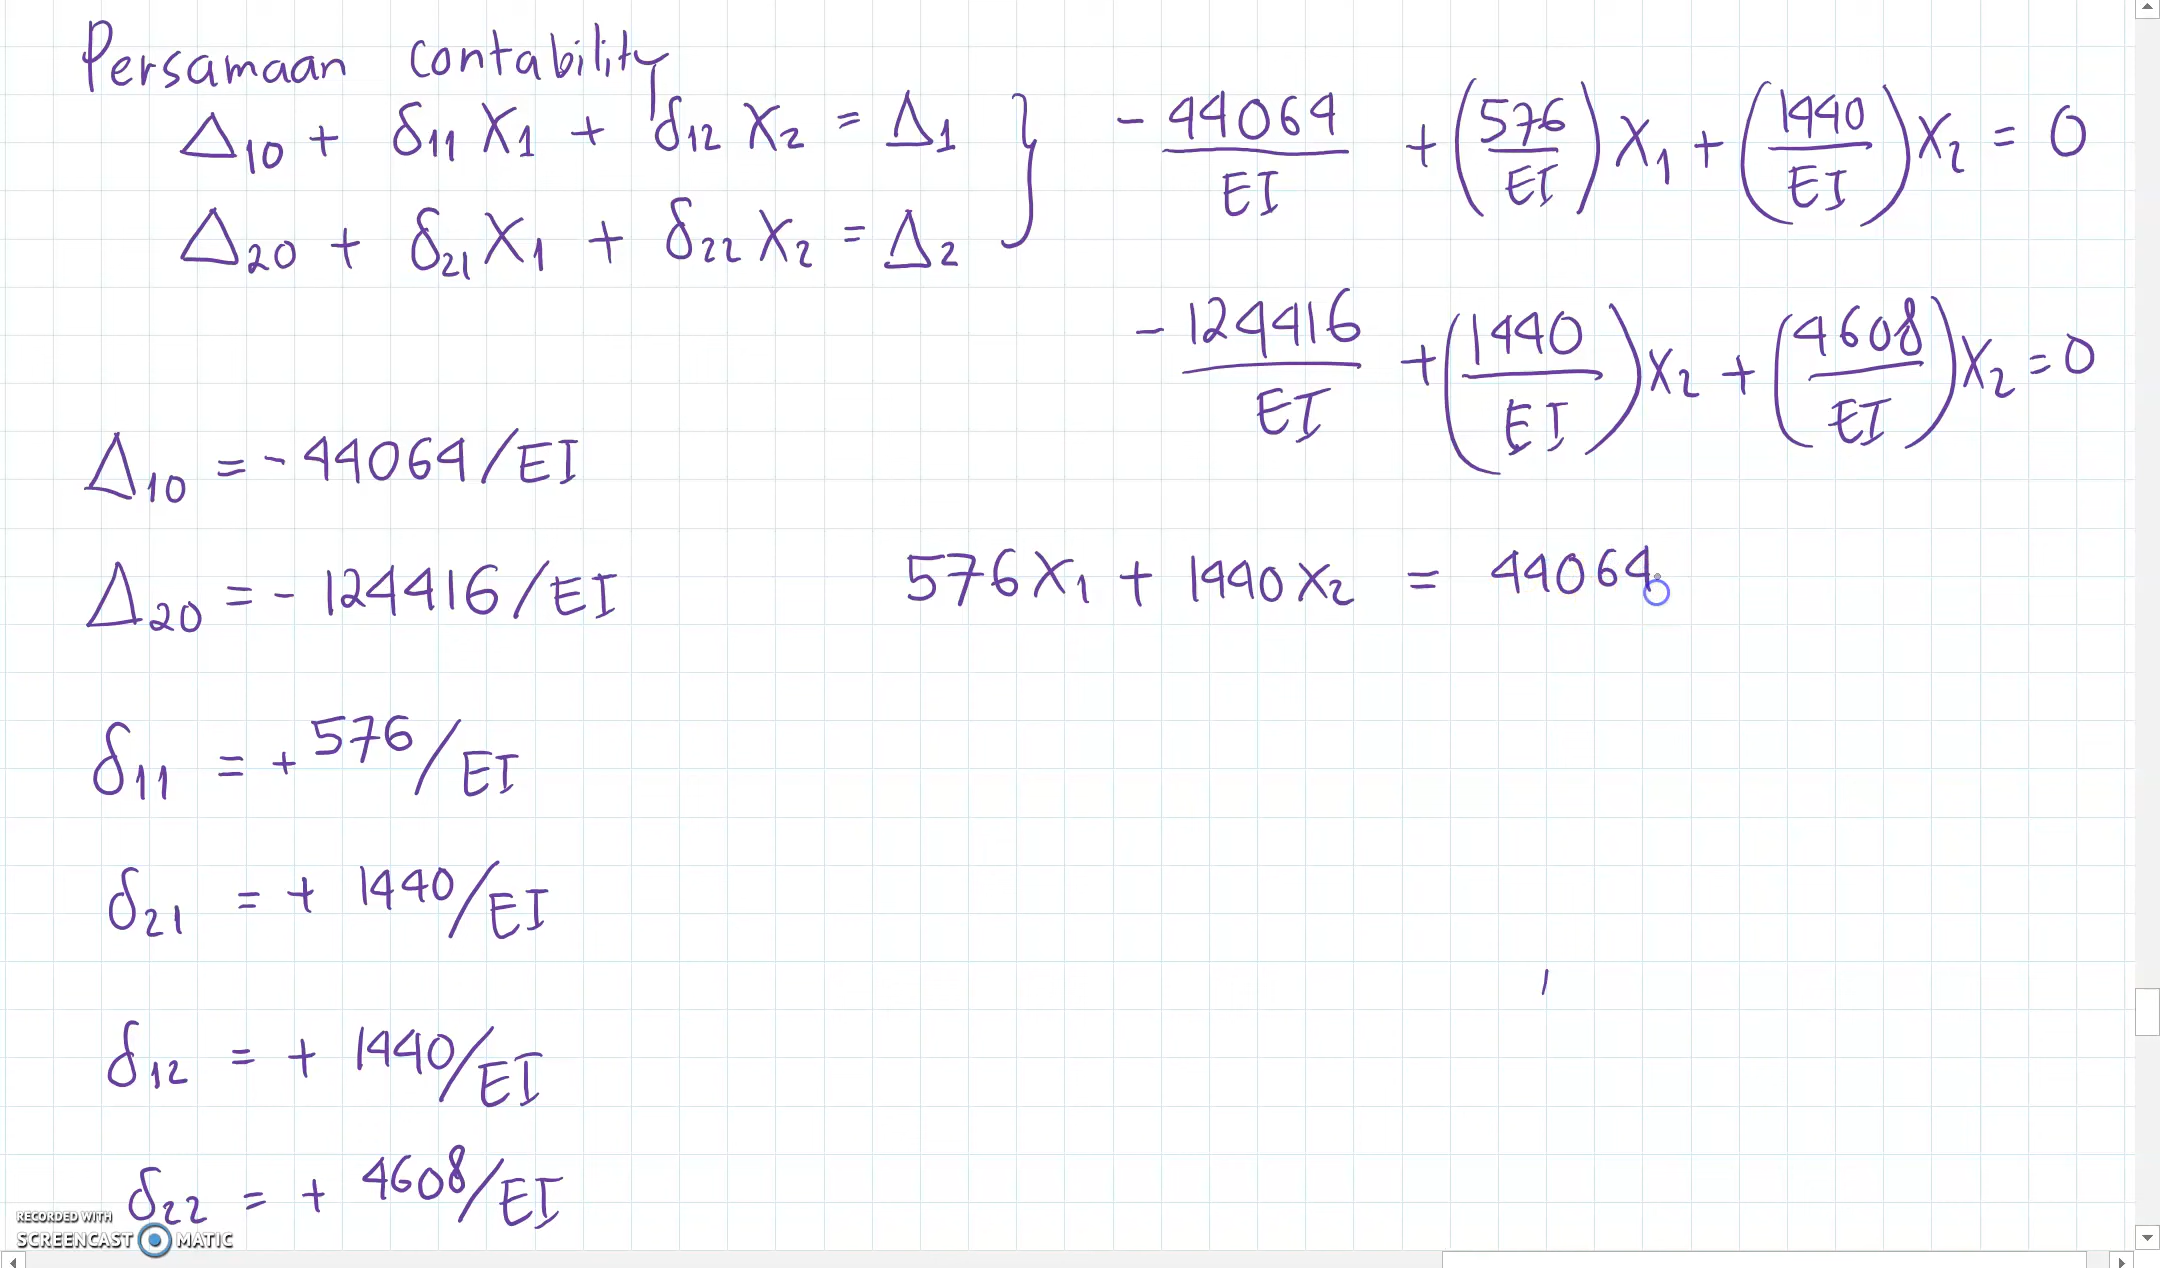 Persamaan contability
Δ10 + δ11 X1 + δ12 X2 = Δ1
Δ20 + δ21 X1 + δ22 X2 = Δ2
- 44064/EI + (576/EI) X1 + (1440/EI) X2 = 0
- 124416/EI + (1440/EI) X2 + (4608/EI) X2 = 0
Δ10 = - 44064/EI
Δ20 = - 124416/EI
576 X1 + 1440 X2 = 44064
δ11 = + 576/EI
δ21 = + 1440/EI
δ12 = + 1440/EI
δ22 = + 4608/EI
RECORDED WITH
SCREENCAST MATIC